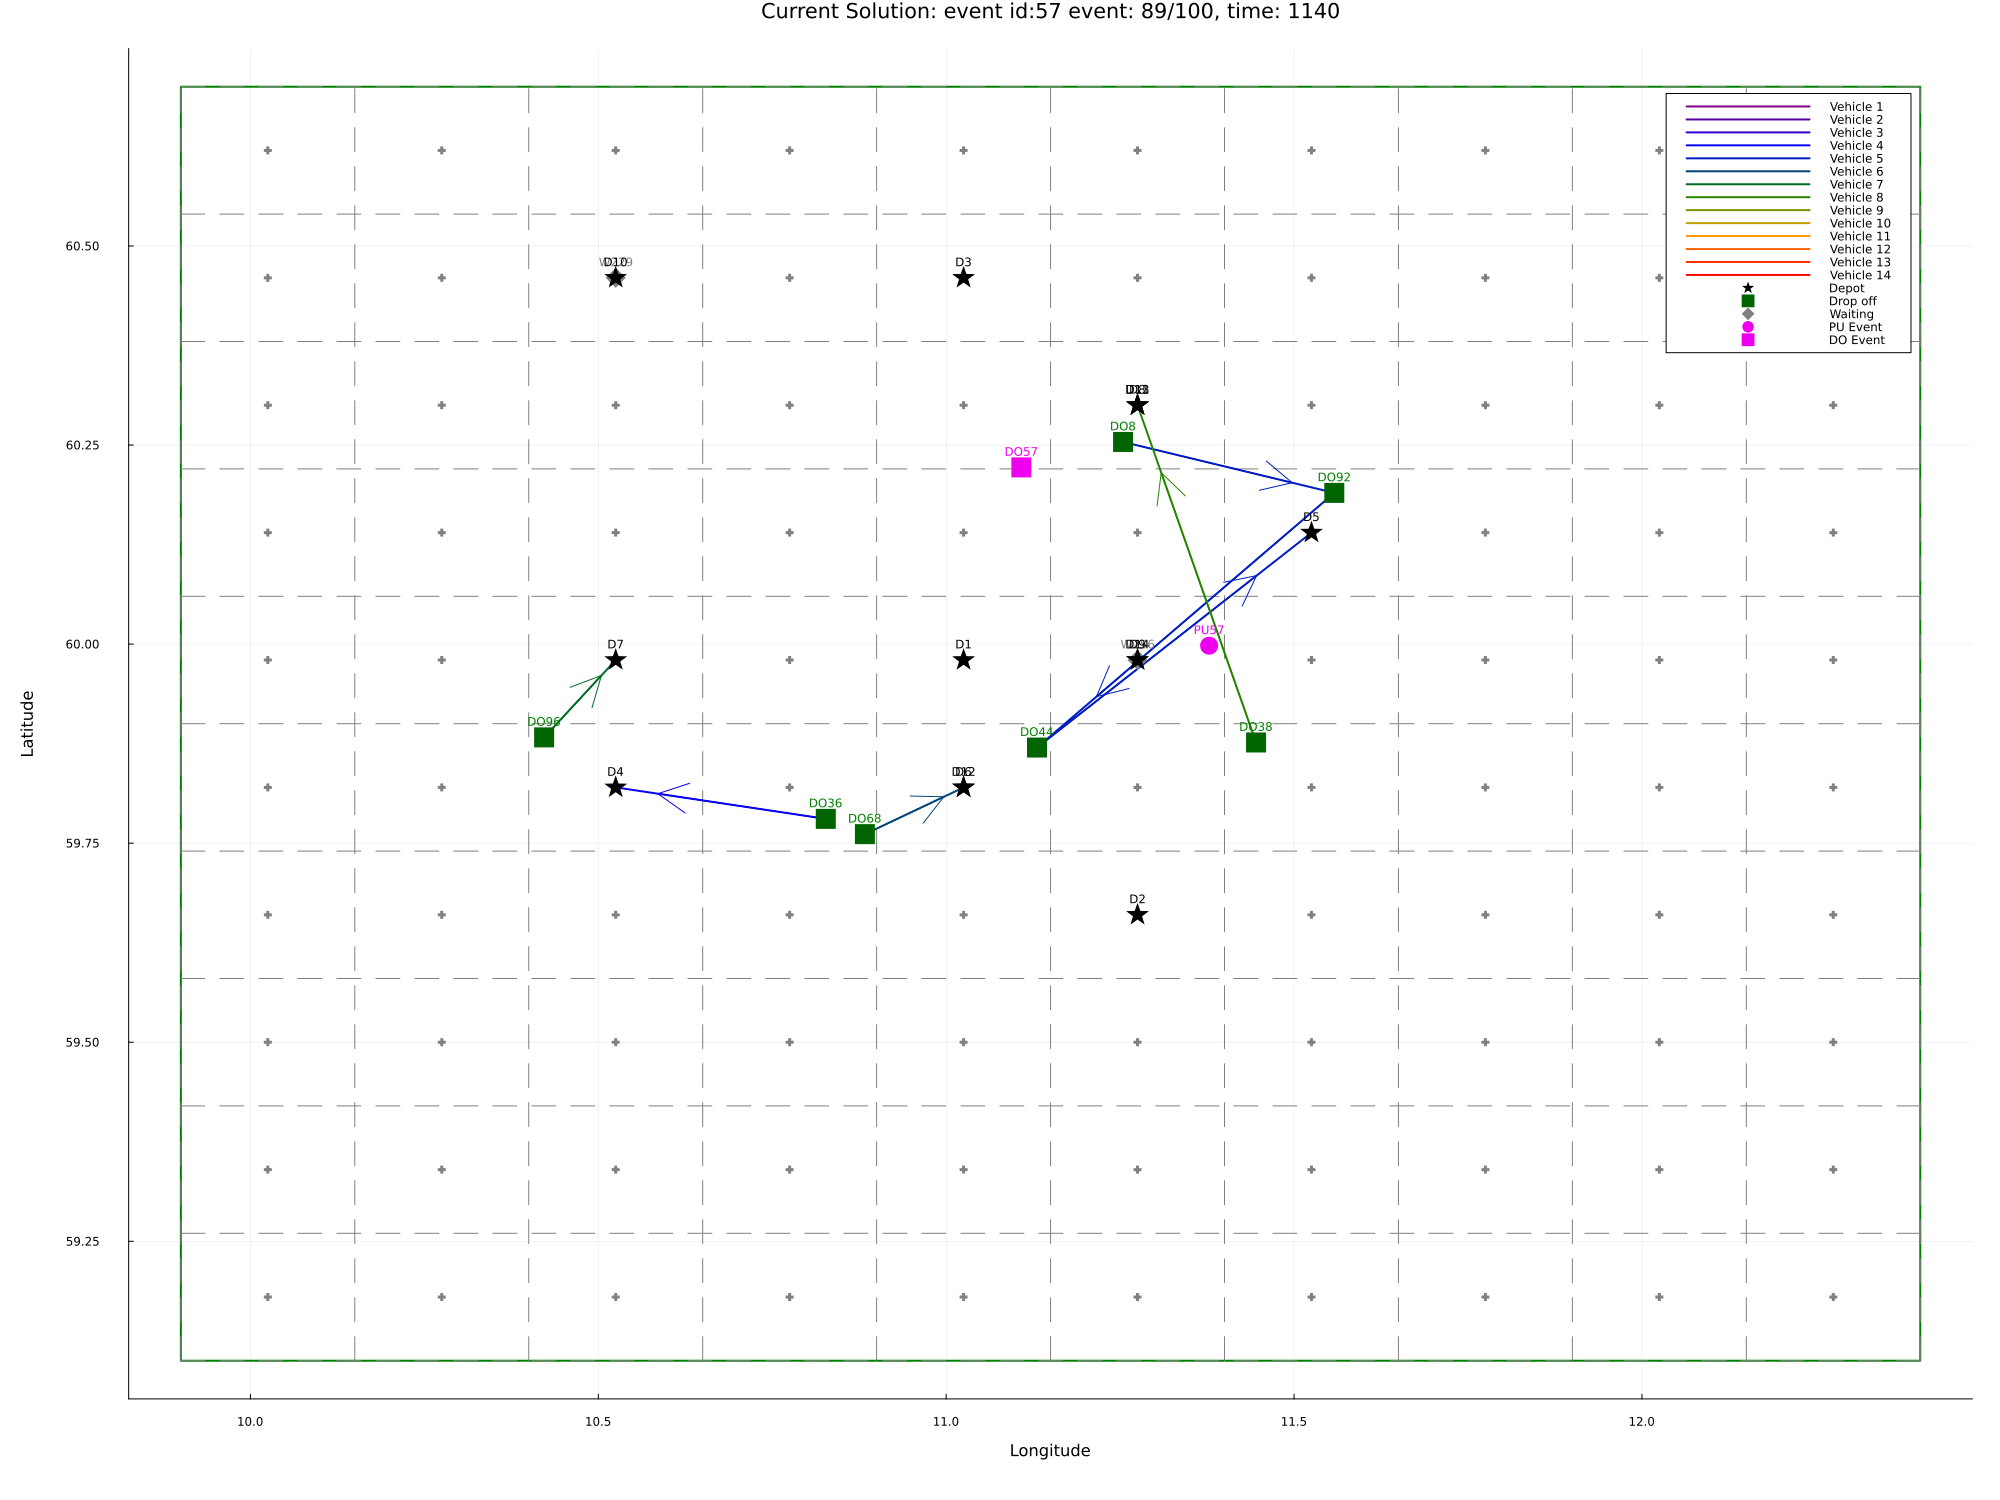 Current Solution: event id:57 event: 89/100, time: 1140
Vehicle 1
Vehicle 2
Vehicle 3
Vehicle 4
Vehicle 5
Vehicle 6
Vehicle 7
Vehicle 8
Vehicle 9
Vehicle 10
Vehicle 11
Vehicle 12
Vehicle 13
Vehicle 14
Depot
Drop off
Waiting
PU Event
DO Event
60.50
60.25
60.00
59.75
59.50
59.25
D10
D3
DO8
DO57
DO92
D5
PU57
D7
D1
DO96
DO44
DO38
D4
D12
DO36
DO68
D2
10.0
10.5
11.0
11.5
12.0
Longitude
Latitude